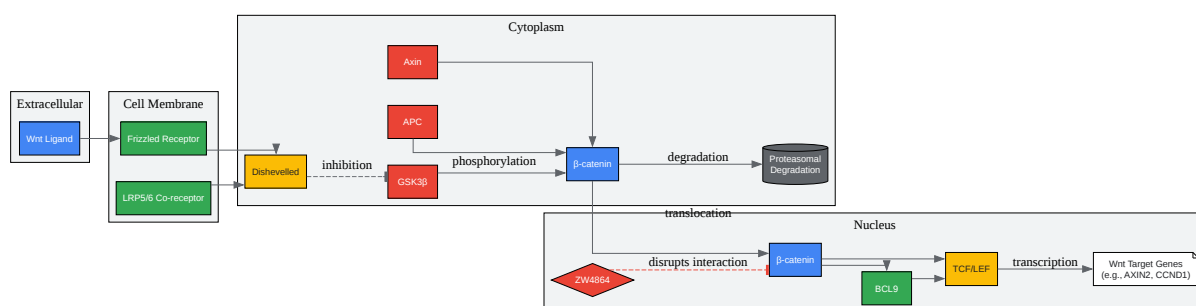 Cytoplasm
Axin
Extracellular
Cell Membrane
Wnt Ligand
Frizzled Receptor
APC
Dishevelled
inhibition
GSK3β
phosphorylation
β-catenin
degradation
Proteasomal
Degradation
LRP5/6 Co-receptor
translocation
Nucleus
ZW4864
disrupts interaction
β-catenin
BCL9
TCF/LEF
transcription
Wnt Target Genes
(e.g., AXIN2, CCND1)